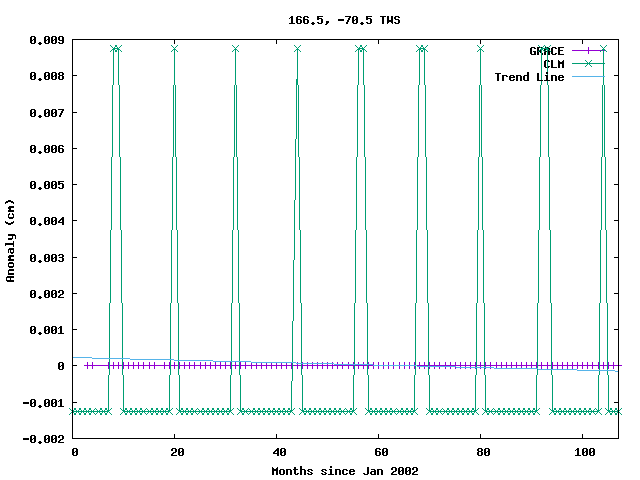 166.5, -70.5 TWS
0.009
0.008
0.007
0.006
0.005
0.004
0.003
0.002
0.001
0
-0.001
-0.002
Anomaly (cm)
GRACE
CLM
Trend Line
0 20 40 60 80 100
Months since Jan 2002